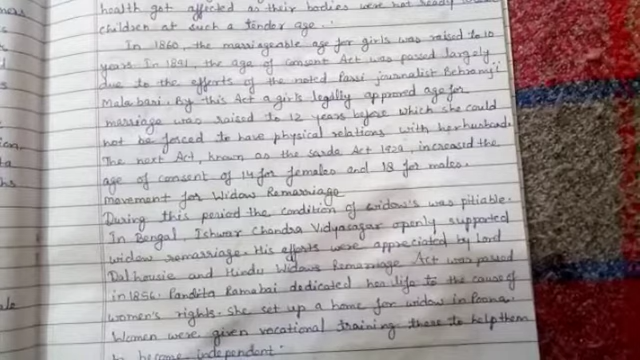 health got affected as their bodies were not ready
children at such a tender age.
In 1860, the marriageable age for girls was raised to 10
years. In 1891, the age of consent Act was passed largely
due to the efforts of the noted Parsi journalist Behramji
Malabari. By this Act a girls legally approved age for
marriage was raised to 12 years before which she could
not be forced to have physical relations with her husband.
The next Act, known as the Sarda Act 1929, increased the
age of consent of 14 for females and 18 for males.
Movement for Widow Remarriage
During this period the condition of widow's was pitiable.
In Bengal, Ishwar Chandra Vidyasagar openly supported
widow remarriage. His efforts were appreciated by Lord
Dalhousie and Hindu Widows Remarriage Act was passed
in 1856. Pandita Ramabai dedicated her life to the cause of
women's rights. She set up a home for widow in Poona.
Women were given vocational training there to help them
to become independent.